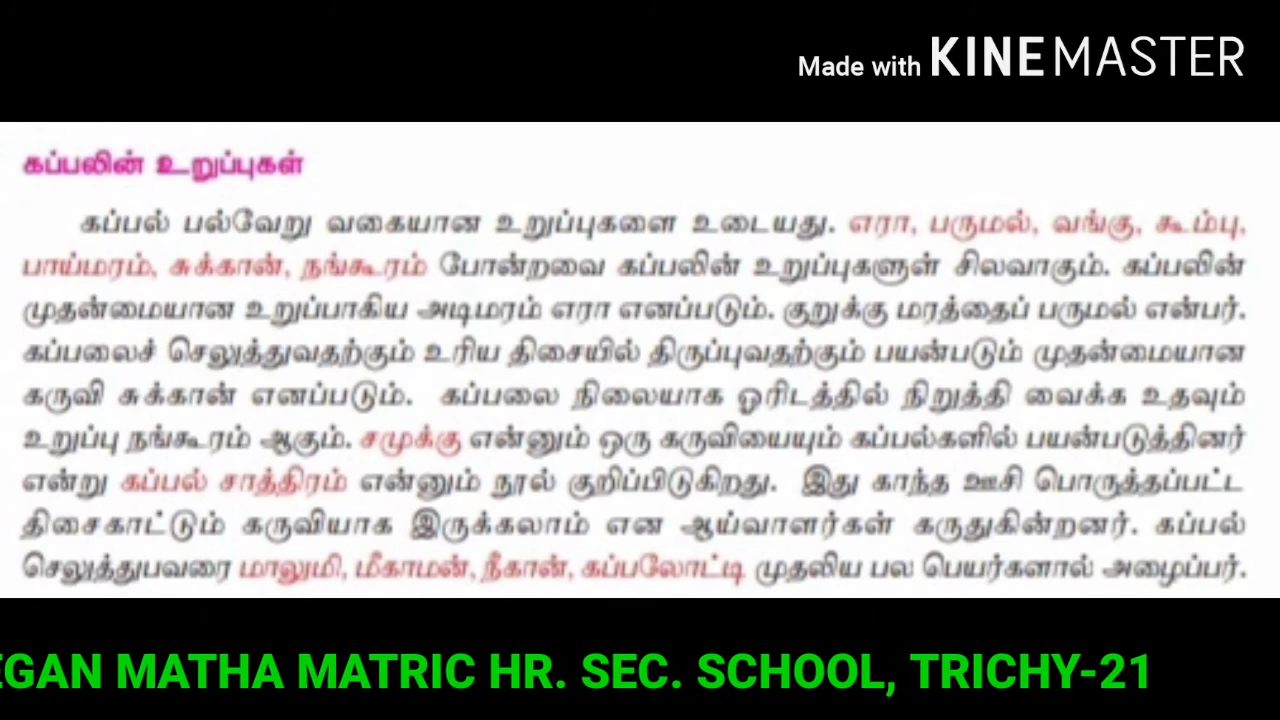 Made with KINEMASTER
கப்பலின் உறுப்புகள்
கப்பல் பல்வேறு வகையான உறுப்புகளை உடையது. எரா, பருமல், வங்கு, கூம்பு,
பாய்மரம், சுக்கான், நங்கூரம் போன்றவை கப்பலின் உறுப்புகளுள் சிலவாகும். கப்பலின்
முதன்மையான உறுப்பாகிய அடிமரம் எரா எனப்படும். குறுக்கு மரத்தைப் பருமல் என்பர்.
கப்பலைச் செலுத்துவதற்கும் உரிய திசையில் திருப்புவதற்கும் பயன்படும் முதன்மையான
கருவி சுக்கான் எனப்படும். கப்பலை நிலையாக ஓரிடத்தில் நிறுத்தி வைக்க உதவும்
உறுப்பு நங்கூரம் ஆகும். சமுக்கு என்னும் ஒரு கருவியையும் கப்பல்களில் பயன்படுத்தினர்
என்று கப்பல் சாத்திரம் என்னும் நூல் குறிப்பிடுகிறது. இது காந்த ஊசி பொருத்தப்பட்ட
திசைகாட்டும் கருவியாக இருக்கலாம் என ஆய்வாளர்கள் கருதுகின்றனர். கப்பல்
செலுத்துபவரை மாலுமி, மீகாமன், நீகான், கப்பலோட்டி முதலிய பல பெயர்களால் அழைப்பர்.
EGAN MATHA MATRIC HR. SEC. SCHOOL, TRICHY-21